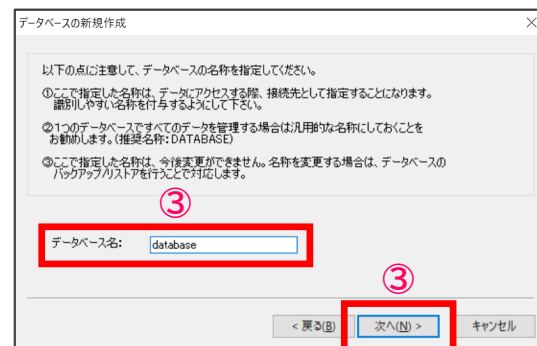 データベースの新規作成
以下の点に注意して、データベースの名称を指定してください。
①ここで指定した名称は、データにアクセスする際、接続先として指定することになります。
識別しやすい名称を付与するようにして下さい。
②1つのデータベースですべてのデータを管理する場合は汎用的な名称にしておくことを
お勧めします。(推奨名称:DATABASE)
③ここで指定した名称は、今後変更ができません。名称を変更する場合は、データベースの
バックアップ/リストアを行うことで対応します。
③
データベース名: database
③
< 戻る(B) 次へ(N) > キャンセル